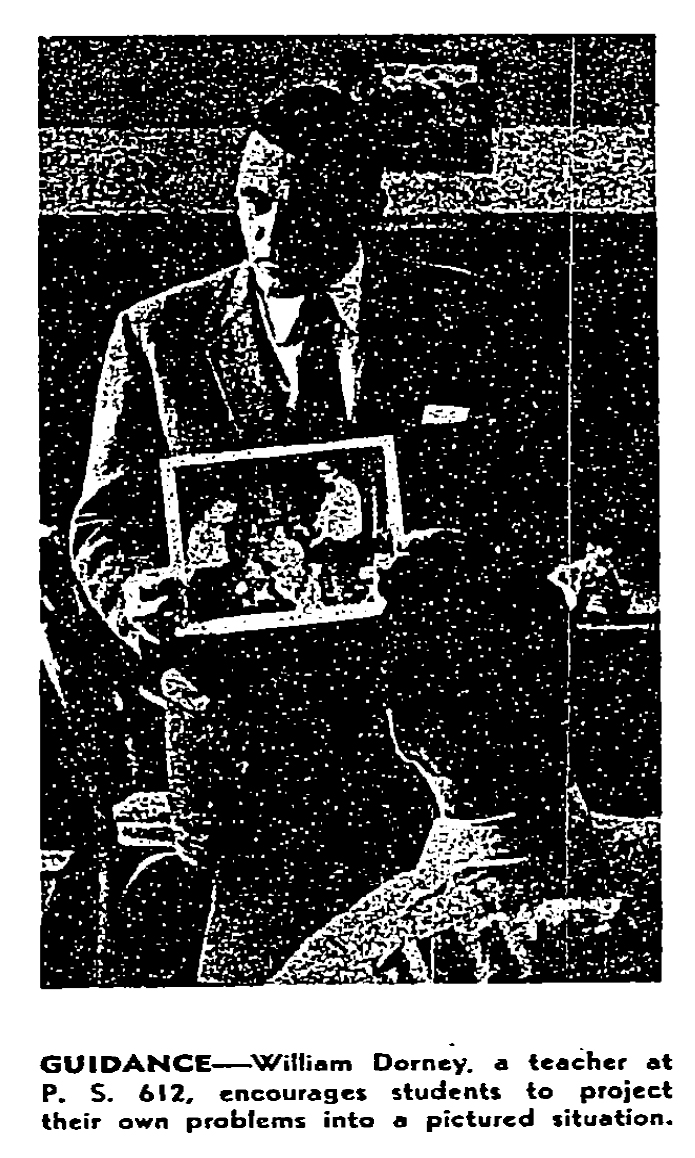 GUIDANCE—William Dorney, a teacher at
P. S. 612, encourages students to project
their own problems into a pictured situation.